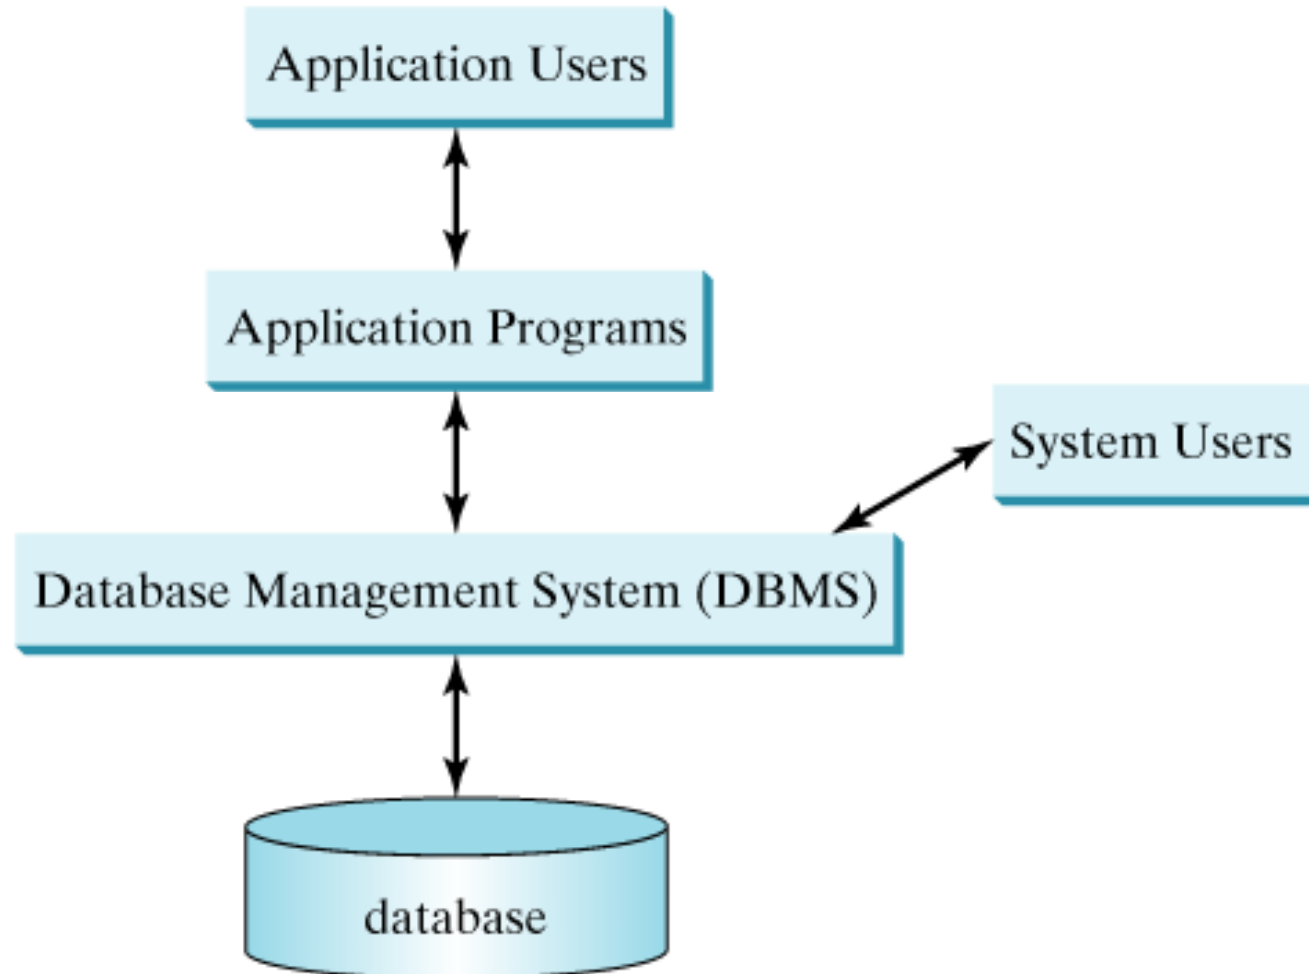 Application Users
Application Programs
System Users
Database Management System (DBMS)
database